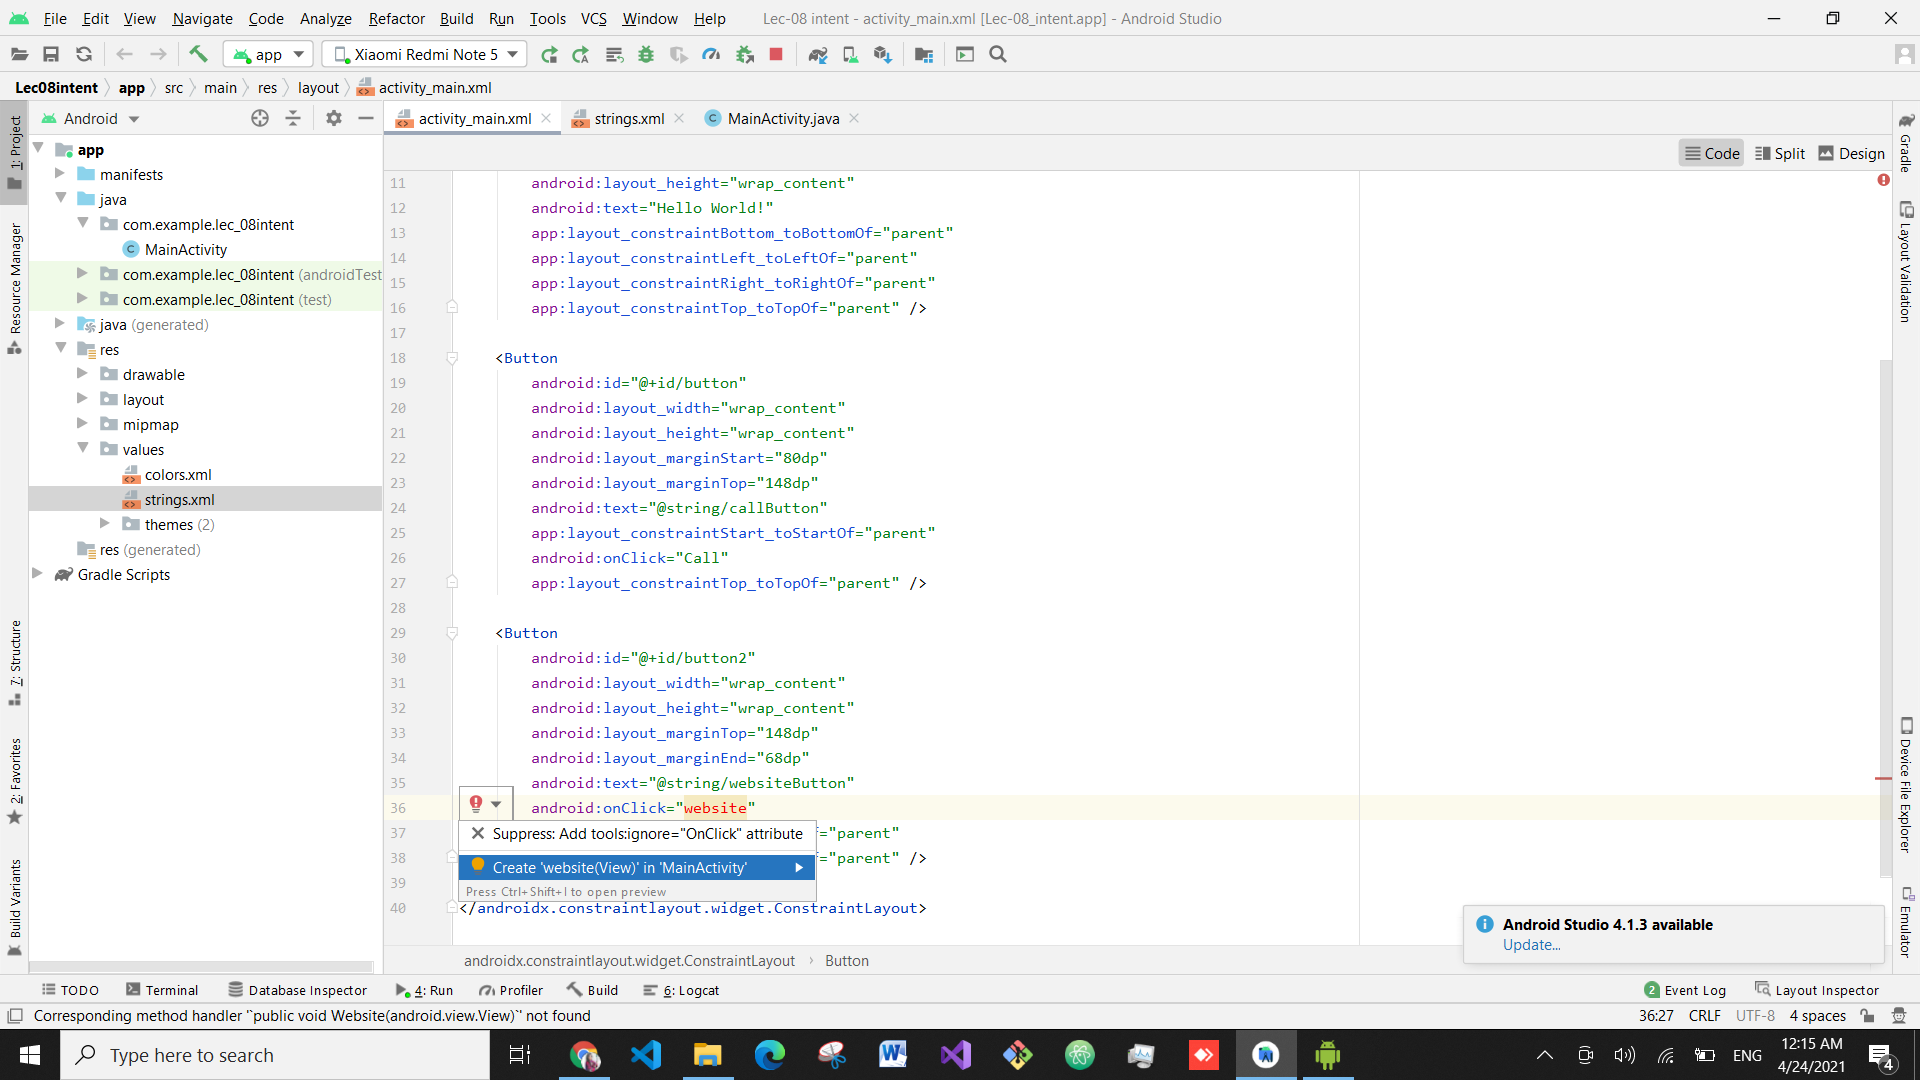 File Edit View Navigate Code Analyze Refactor Build Run Tools VCS Window Help Lec-08 intent - activity_main.xml [Lec-08_intent.app] - Android Studio
app Xiaomi Redmi Note 5
Lec08intent app src main res layout activity_main.xml
1: Project
Resource Manager
7: Structure
2: Favorites
Build Variants
Android
app
manifests
java
com.example.lec_08intent
MainActivity
com.example.lec_08intent (androidTest
com.example.lec_08intent (test)
java (generated)
res
drawable
layout
mipmap
values
colors.xml
strings.xml
themes (2)
res (generated)
Gradle Scripts
activity_main.xml strings.xml MainActivity.java
Code Split Design
11 android:layout_height="wrap_content"
12 android:text="Hello World!"
13 app:layout_constraintBottom_toBottomOf="parent"
14 app:layout_constraintLeft_toLeftOf="parent"
15 app:layout_constraintRight_toRightOf="parent"
16 app:layout_constraintTop_toTopOf="parent" />
17
18 <Button
19 android:id="@+id/button"
20 android:layout_width="wrap_content"
21 android:layout_height="wrap_content"
22 android:layout_marginStart="80dp"
23 android:layout_marginTop="148dp"
24 android:text="@string/callButton"
25 app:layout_constraintStart_toStartOf="parent"
26 android:onClick="Call"
27 app:layout_constraintTop_toTopOf="parent" />
28
29 <Button
30 android:id="@+id/button2"
31 android:layout_width="wrap_content"
32 android:layout_height="wrap_content"
33 android:layout_marginTop="148dp"
34 android:layout_marginEnd="68dp"
35 android:text="@string/websiteButton"
36 android:onClick="website"
37 ="parent"
38 ="parent" />
39
40 </androidx.constraintlayout.widget.ConstraintLayout>
Suppress: Add tools:ignore="OnClick" attribute
Create 'website(View)' in 'MainActivity'
Press Ctrl+Shift+I to open preview
androidx.constraintlayout.widget.ConstraintLayout Button
Gradle
Layout Validation
Device File Explorer
Emulator
Android Studio 4.1.3 available
Update...
TODO Terminal Database Inspector 4: Run Profiler Build 6: Logcat 2 Event Log Layout Inspector
Corresponding method handler '`public void Website(android.view.View)`' not found 36:27 CRLF UTF-8 4 spaces
Type here to search ENG 12:15 AM
4/24/2021
4